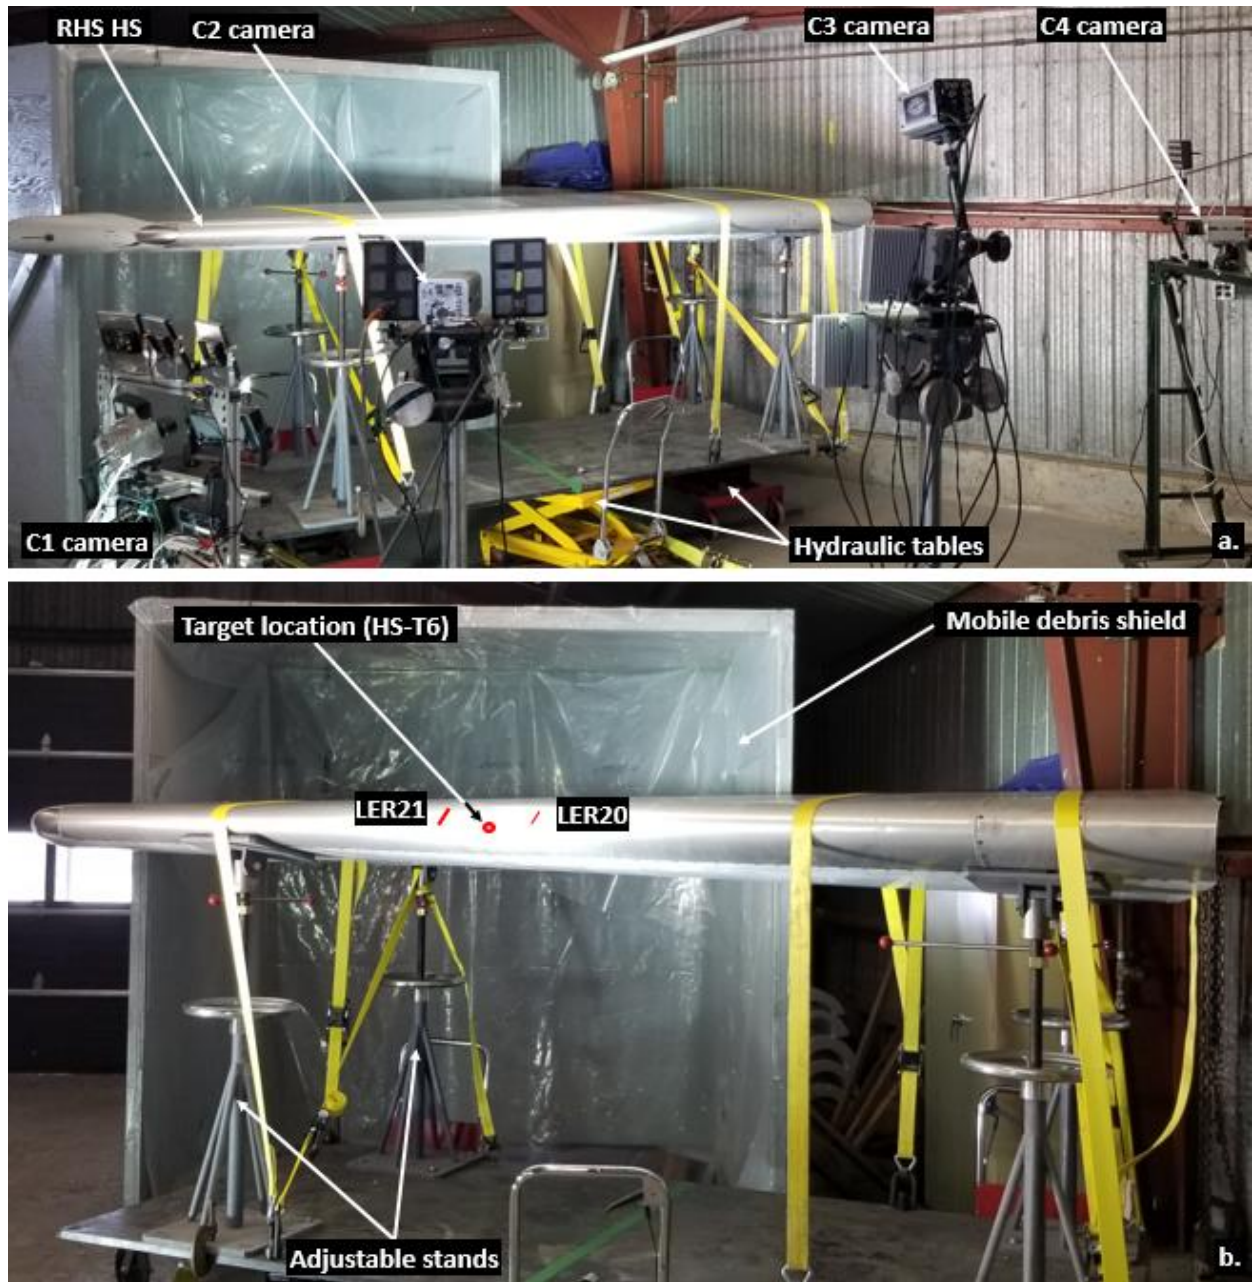 RHS HS
C2 camera
C3 camera
C4 camera
C1 camera
Hydraulic tables
a.
Target location (HS-T6)
Mobile debris shield
LER21
LER20
Adjustable stands
b.